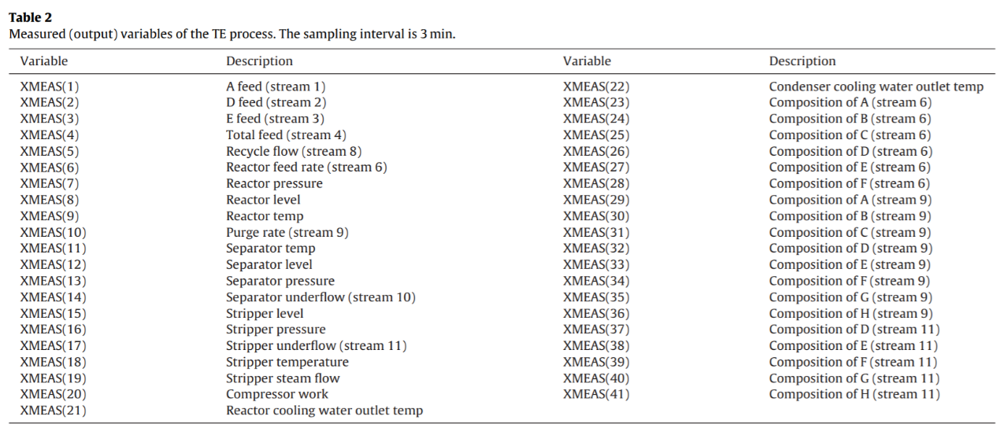 Table 2
Measured (output) variables of the TE process. The sampling interval is 3 min.
Variable Description Variable Description
XMEAS(1) A feed (stream 1) XMEAS(22) Condenser cooling water outlet temp
XMEAS(2) D feed (stream 2) XMEAS(23) Composition of A (stream 6)
XMEAS(3) E feed (stream 3) XMEAS(24) Composition of B (stream 6)
XMEAS(4) Total feed (stream 4) XMEAS(25) Composition of C (stream 6)
XMEAS(5) Recycle flow (stream 8) XMEAS(26) Composition of D (stream 6)
XMEAS(6) Reactor feed rate (stream 6) XMEAS(27) Composition of E (stream 6)
XMEAS(7) Reactor pressure XMEAS(28) Composition of F (stream 6)
XMEAS(8) Reactor level XMEAS(29) Composition of A (stream 9)
XMEAS(9) Reactor temp XMEAS(30) Composition of B (stream 9)
XMEAS(10) Purge rate (stream 9) XMEAS(31) Composition of C (stream 9)
XMEAS(11) Separator temp XMEAS(32) Composition of D (stream 9)
XMEAS(12) Separator level XMEAS(33) Composition of E (stream 9)
XMEAS(13) Separator pressure XMEAS(34) Composition of F (stream 9)
XMEAS(14) Separator underflow (stream 10) XMEAS(35) Composition of G (stream 9)
XMEAS(15) Stripper level XMEAS(36) Composition of H (stream 9)
XMEAS(16) Stripper pressure XMEAS(37) Composition of D (stream 11)
XMEAS(17) Stripper underflow (stream 11) XMEAS(38) Composition of E (stream 11)
XMEAS(18) Stripper temperature XMEAS(39) Composition of F (stream 11)
XMEAS(19) Stripper steam flow XMEAS(40) Composition of G (stream 11)
XMEAS(20) Compressor work XMEAS(41) Composition of H (stream 11)
XMEAS(21) Reactor cooling water outlet temp